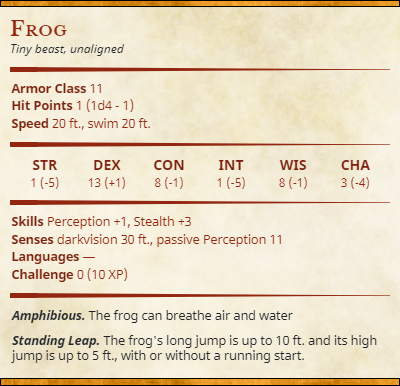 Frog
Tiny beast, unaligned
Armor Class 11
Hit Points 1 (1d4 - 1)
Speed 20 ft., swim 20 ft.
STR DEX CON INT WIS CHA
1 (-5) 13 (+1) 8 (-1) 1 (-5) 8 (-1) 3 (-4)
Skills Perception +1, Stealth +3
Senses darkvision 30 ft., passive Perception 11
Languages —
Challenge 0 (10 XP)
Amphibious. The frog can breathe air and water
Standing Leap. The frog's long jump is up to 10 ft. and its high
jump is up to 5 ft., with or without a running start.